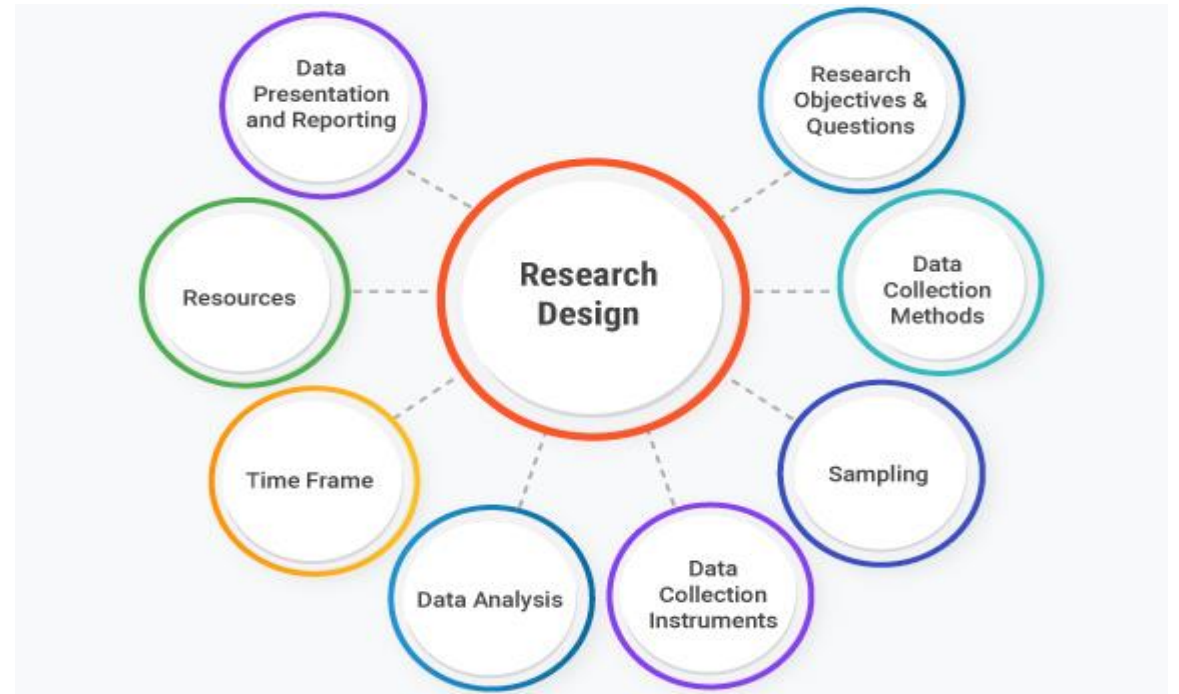 Data
Presentation
and Reporting
Research
Objectives &
Questions
Resources
Research
Design
Data
Collection
Methods
Time Frame
Sampling
Data Analysis
Data
Collection
Instruments